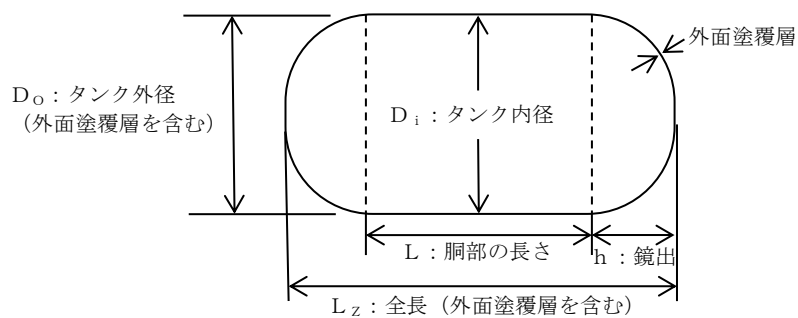 外面塗覆層
Ｄ₀：タンク外径
（外面塗覆層を含む）
Ｄᵢ：タンク内径
Ｌ：胴部の長さ
ｈ：鏡出
Ｌz：全長（外面塗覆層を含む）